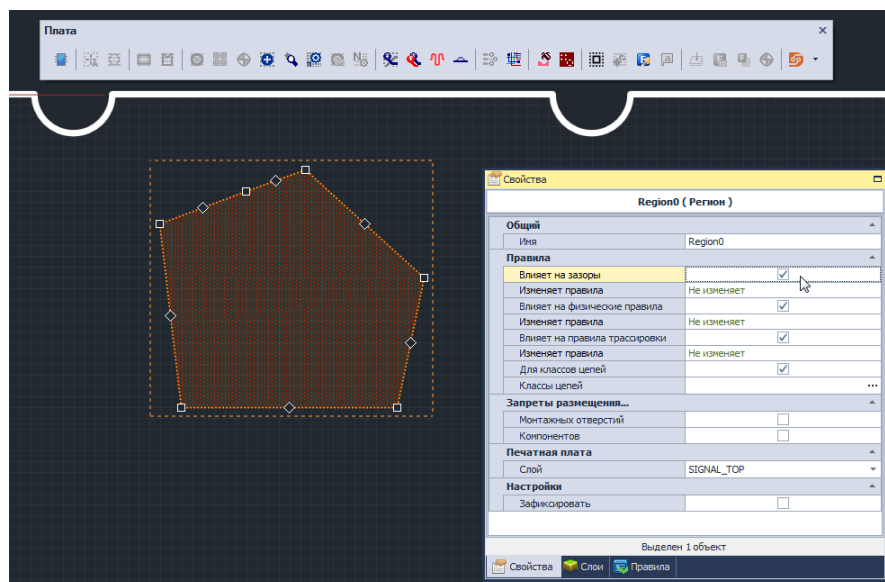 Плата
Свойства
Region0 ( Регион )
Общий
Имя Region0
Правила
Влияет на зазоры
Изменяет правила Не изменяет
Влияет на физические правила
Изменяет правила Не изменяет
Влияет на правила трассировки
Изменяет правила Не изменяет
Для классов цепей
Классы цепей ...
Запреты размещения...
Монтажных отверстий
Компонентов
Печатная плата
Слой SIGNAL_TOP
Настройки
Зафиксировать
Выделен 1 объект
Свойства Слои Правила